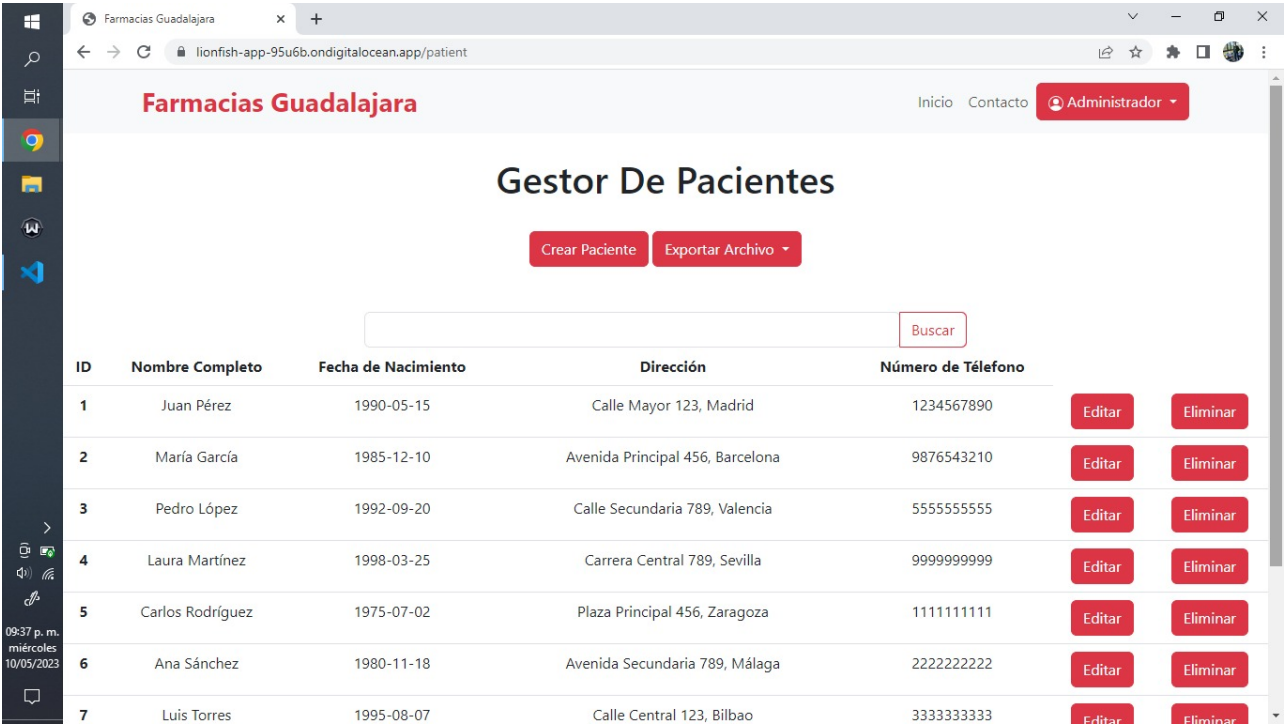 Farmacias Guadalajara
lionfish-app-95u6b.ondigitalocean.app/patient
Farmacias Guadalajara
Inicio Contacto Administrador
Gestor De Pacientes
Crear Paciente Exportar Archivo
Buscar
ID Nombre Completo Fecha de Nacimiento Dirección Número de Télefono
1 Juan Pérez 1990-05-15 Calle Mayor 123, Madrid 1234567890 Editar Eliminar
2 María García 1985-12-10 Avenida Principal 456, Barcelona 9876543210 Editar Eliminar
3 Pedro López 1992-09-20 Calle Secundaria 789, Valencia 5555555555 Editar Eliminar
4 Laura Martínez 1998-03-25 Carrera Central 789, Sevilla 9999999999 Editar Eliminar
5 Carlos Rodríguez 1975-07-02 Plaza Principal 456, Zaragoza 1111111111 Editar Eliminar
6 Ana Sánchez 1980-11-18 Avenida Secundaria 789, Málaga 2222222222 Editar Eliminar
7 Luis Torres 1995-08-07 Calle Central 123, Bilbao 3333333333 Editar Eliminar
09:37 p. m.
miércoles
10/05/2023